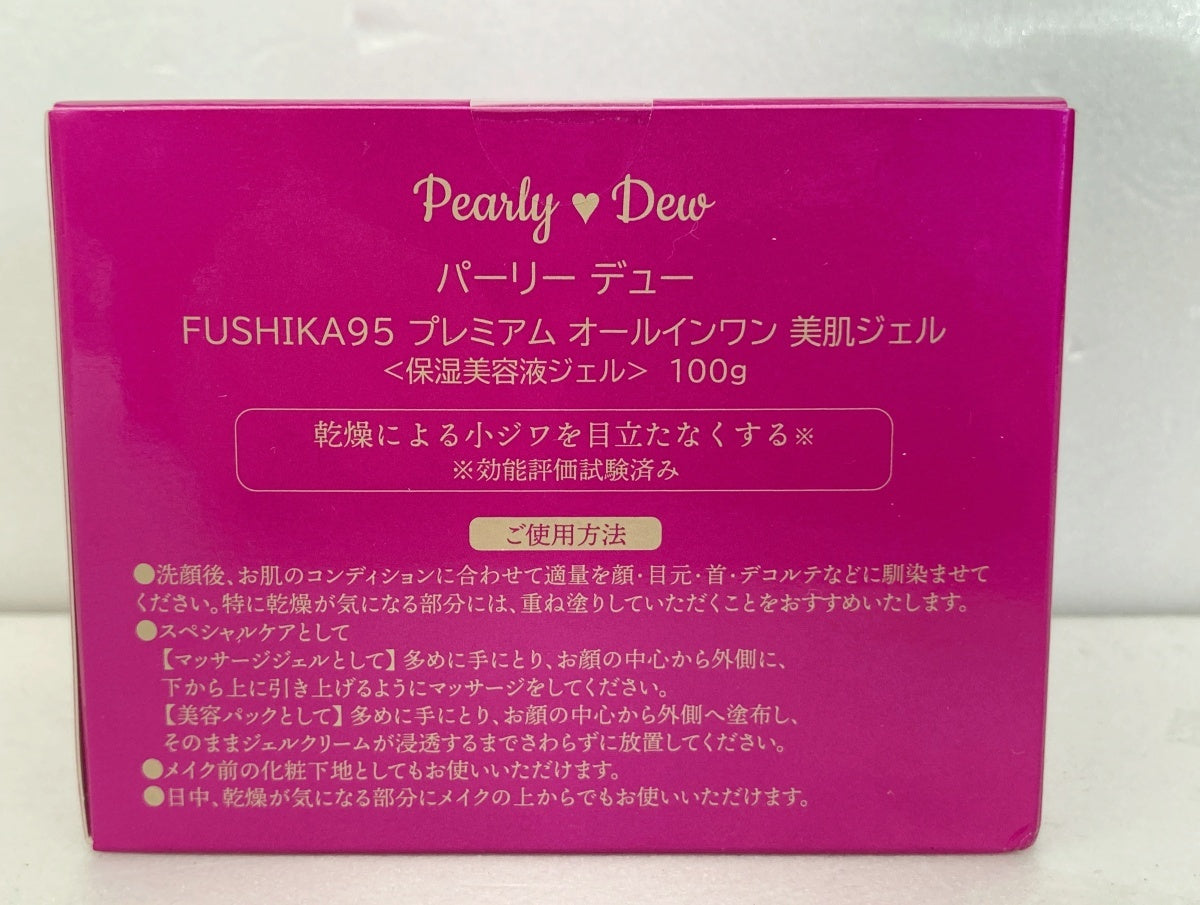 Pearly ♥ Dew
パーリー デュー
FUSHIKA95 プレミアム オールインワン 美肌ジェル
<保湿美容液ジェル> 100g
乾燥による小ジワを目立たなくする※
※効能評価試験済み
ご使用方法
●洗顔後、お肌のコンディションに合わせて適量を顔・目元・首・デコルテなどに馴染ませて
ください。特に乾燥が気になる部分には、重ね塗りしていただくことをおすすめいたします。
●スペシャルケアとして
【マッサージジェルとして】多めに手にとり、お顔の中心から外側に、
下から上に引き上げるようにマッサージをしてください。
【美容パックとして】多めに手にとり、お顔の中心から外側へ塗布し、
そのままジェルクリームが浸透するまでさわらずに放置してください。
●メイク前の化粧下地としてもお使いいただけます。
●日中、乾燥が気になる部分にメイクの上からでもお使いいただけます。